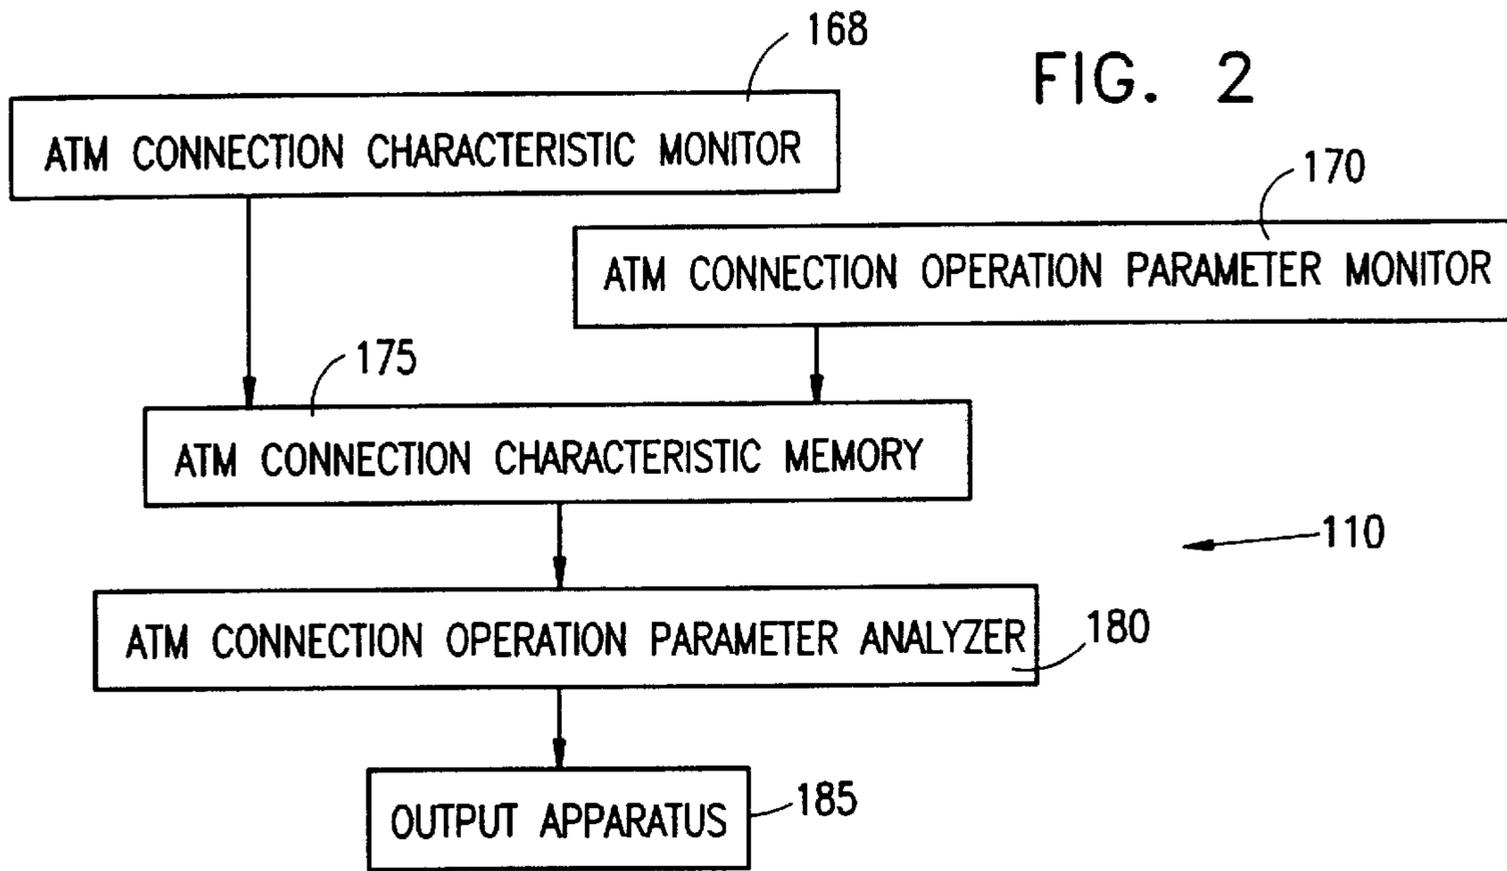 168
FIG. 2
ATM CONNECTION CHARACTERISTIC MONITOR
170
ATM CONNECTION OPERATION PARAMETER MONITOR
175
ATM CONNECTION CHARACTERISTIC MEMORY
110
ATM CONNECTION OPERATION PARAMETER ANALYZER
180
OUTPUT APPARATUS
185